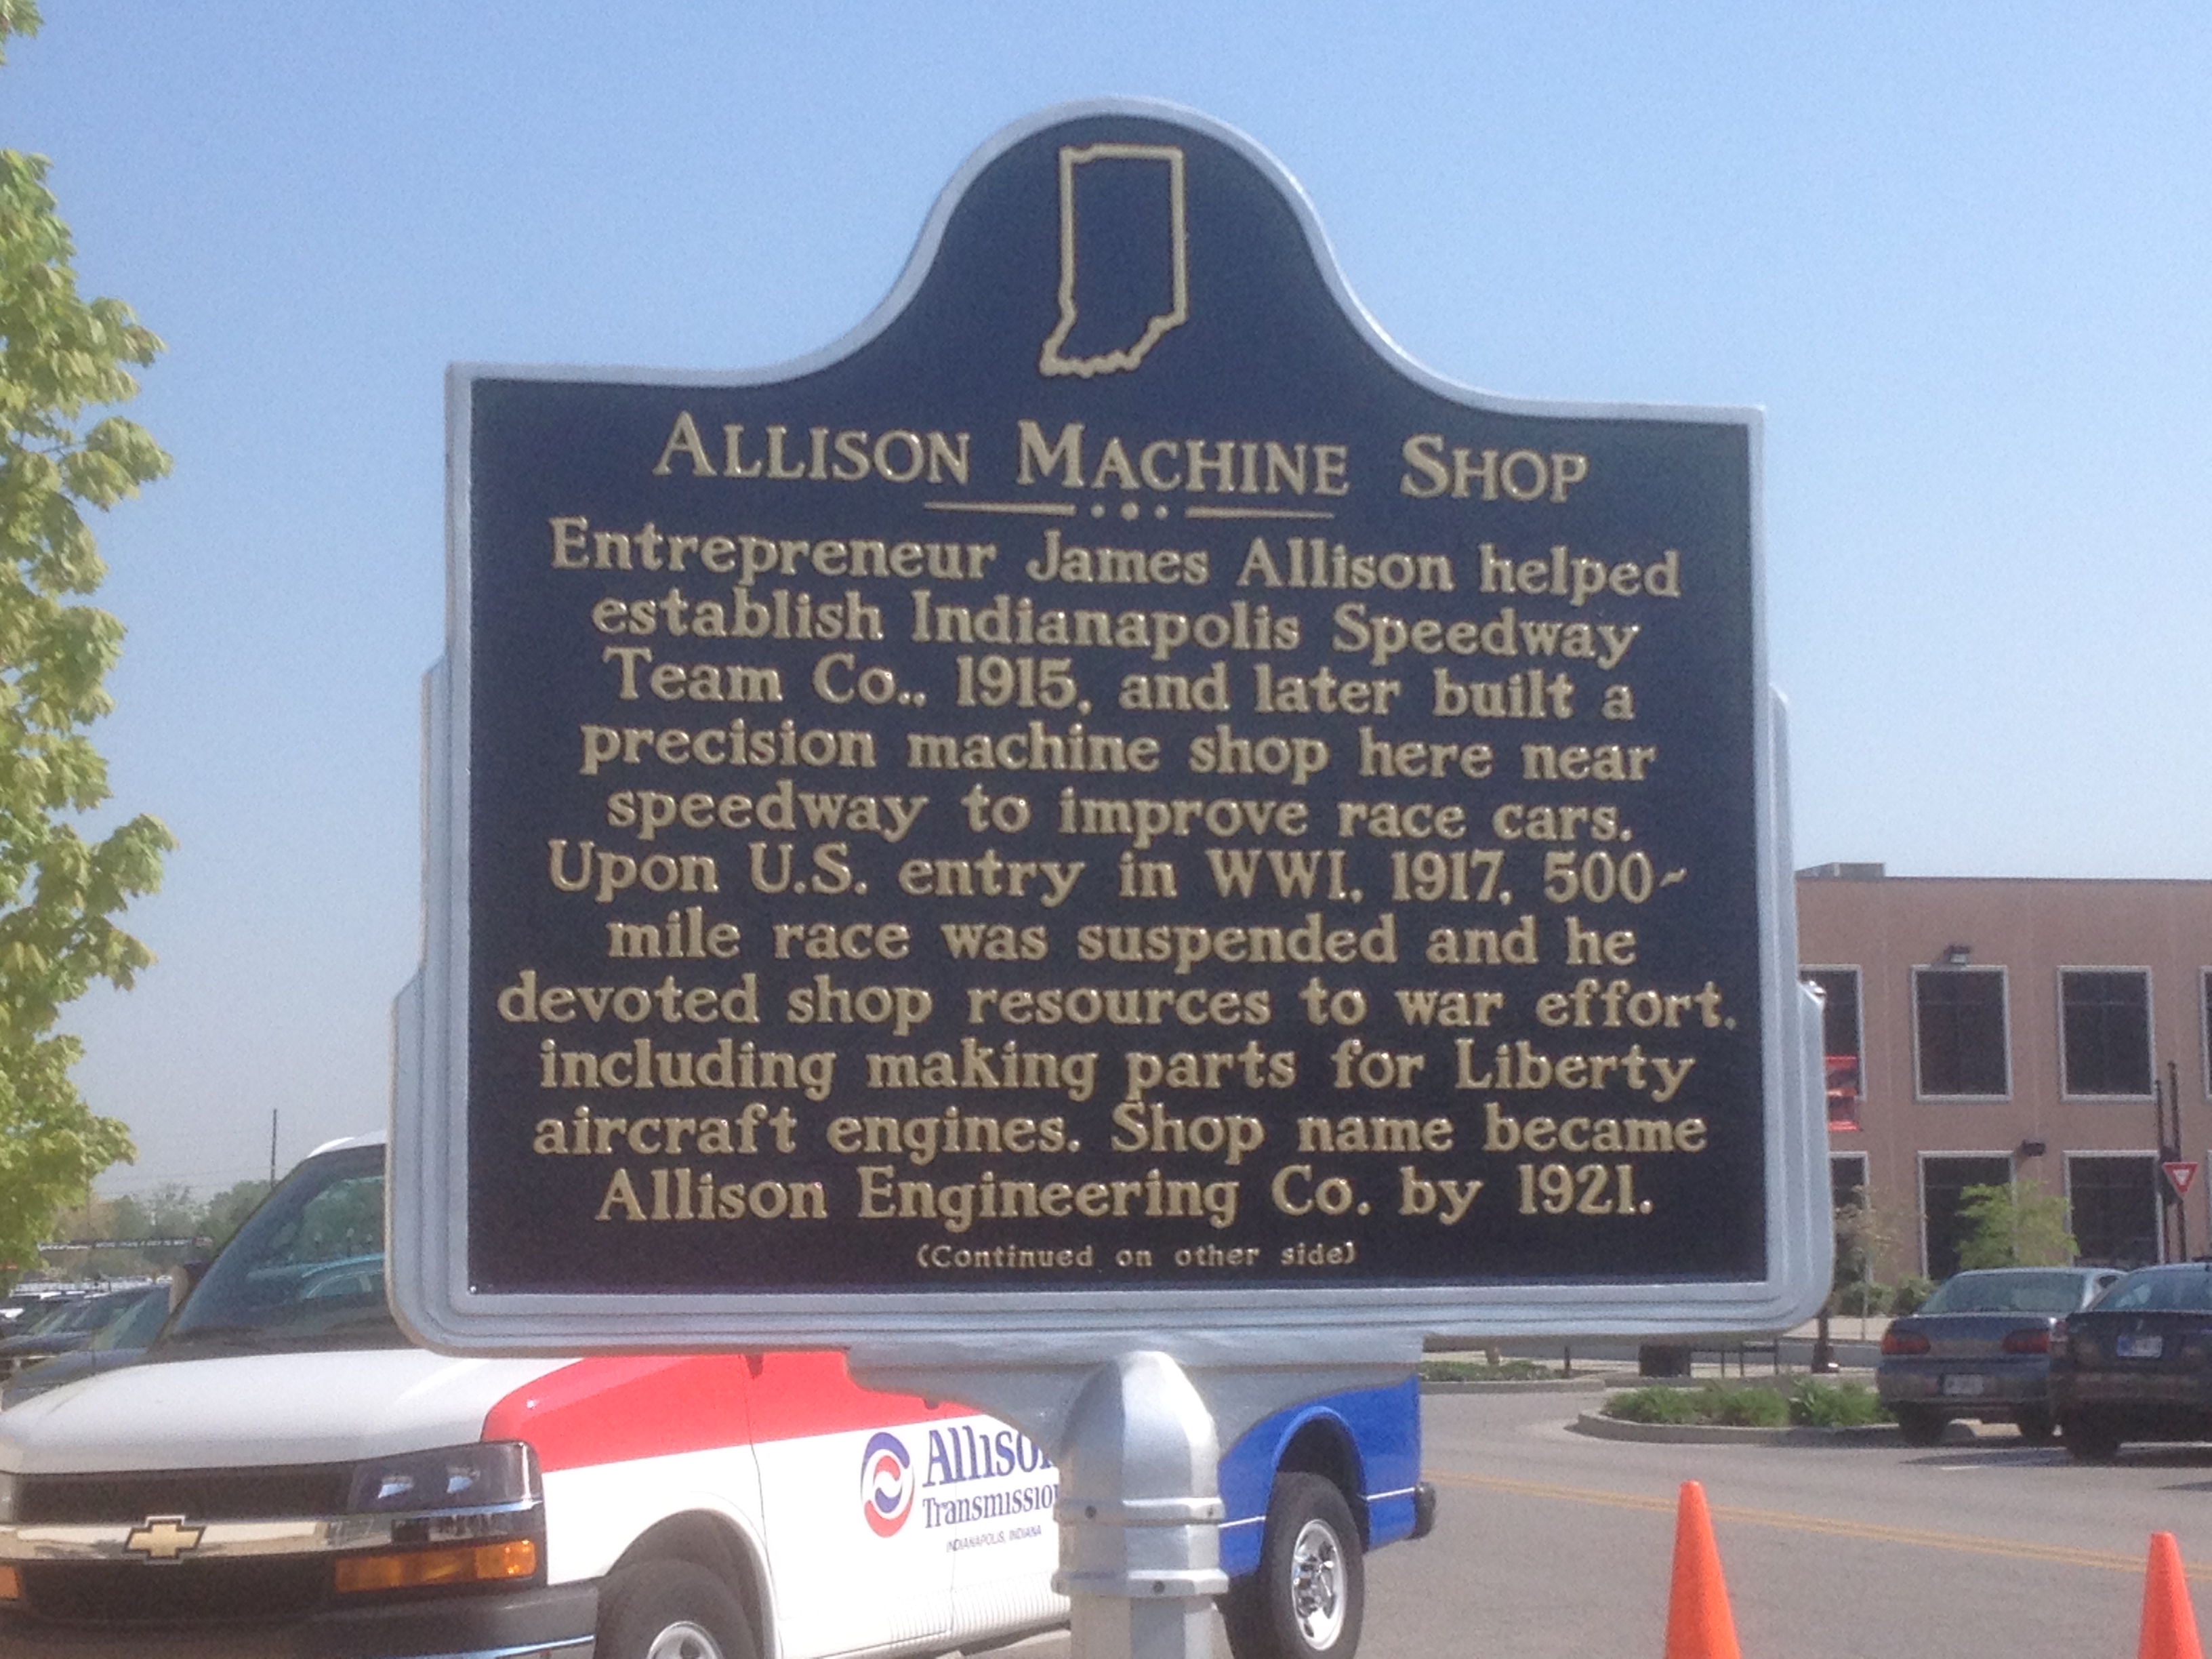 ALLISON MACHINE SHOP
Entrepreneur James Allison helped
establish Indianapolis Speedway
Team Co., 1915, and later built a
precision machine shop here near
speedway to improve race cars.
Upon U.S. entry in WWI, 1917, 500~
mile race was suspended and he
devoted shop resources to war effort,
including making parts for Liberty
aircraft engines. Shop name became
Allison Engineering Co. by 1921.
(Continued on other side)
Allison
Transmission
INDIANAPOLIS, INDIANA